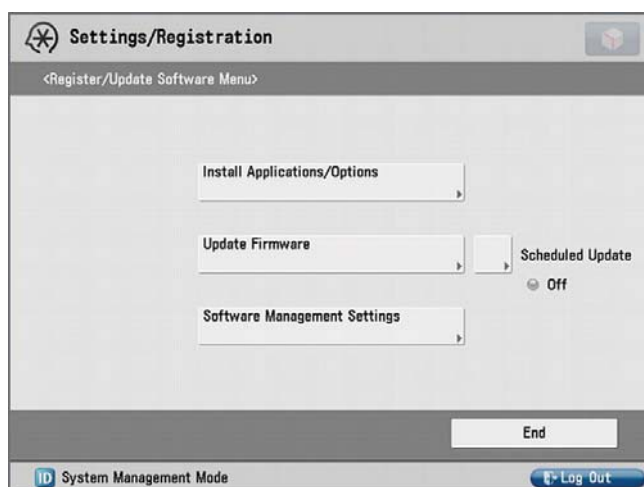 Settings/Registration
<Register/Update Software Menu>
Install Applications/Options
Update Firmware
Scheduled Update
Off
Software Management Settings
End
ID System Management Mode
Log Out